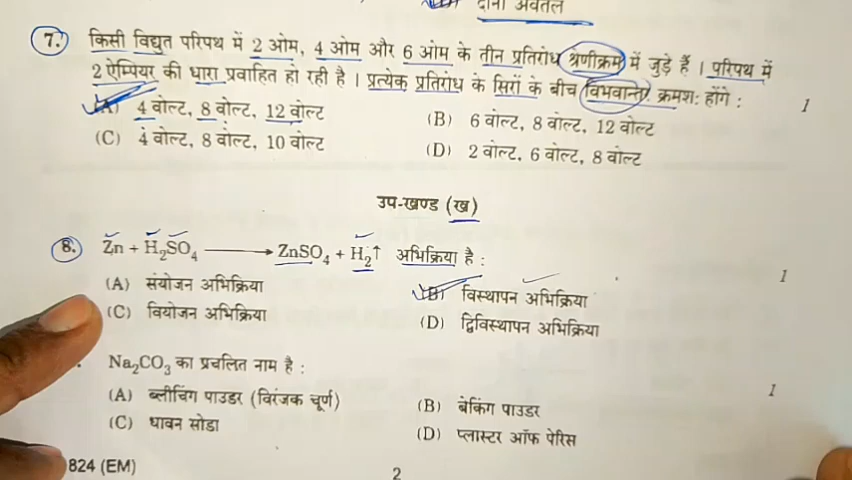 दोनों अवतल
7. किसी विद्युत परिपथ में 2 ओम, 4 ओम और 6 ओम के तीन प्रतिरोध श्रेणीक्रम में जुड़े हैं । परिपथ में
2 ऐम्पियर की धारा प्रवाहित हो रही है । प्रत्येक प्रतिरोध के सिरों के बीच विभवान्तर क्रमश: होंगे : 1
(A) 4 वोल्ट, 8 वोल्ट, 12 वोल्ट
(B) 6 वोल्ट, 8 वोल्ट, 12 वोल्ट
(C) 4 वोल्ट, 8 वोल्ट, 10 वोल्ट
(D) 2 वोल्ट, 6 वोल्ट, 8 वोल्ट
उप-खण्ड (ख)
8. Zn + H₂SO₄ ⟶ ZnSO₄ + H₂↑ अभिक्रिया है : 1
(A) संयोजन अभिक्रिया
(B) विस्थापन अभिक्रिया
(C) वियोजन अभिक्रिया
(D) द्विविस्थापन अभिक्रिया
Na₂CO₃ का प्रचलित नाम है : 1
(A) ब्लीचिंग पाउडर (विरंजक चूर्ण)
(B) बेकिंग पाउडर
(C) धावन सोडा
(D) प्लास्टर ऑफ पेरिस
824 (EM)
2